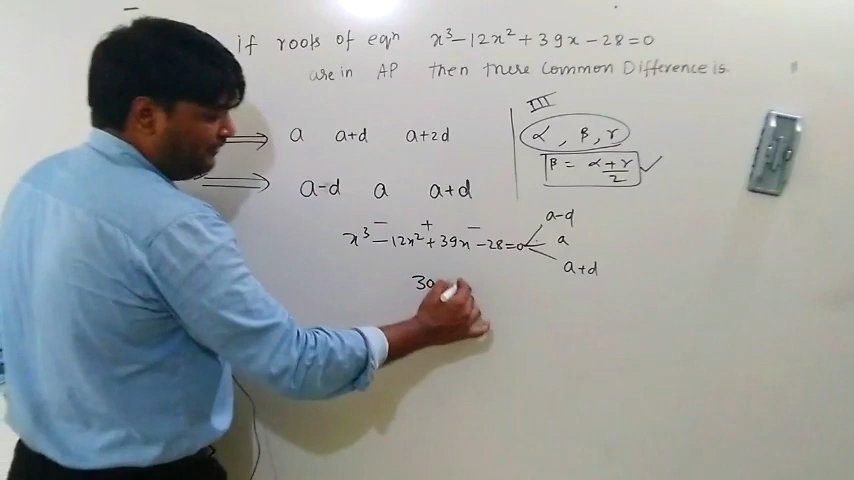 If roots of eqn x³-12x²+39x-28=0
are in AP then there Common Difference is.
⇒ a a+d a+2d
⇒ a-d a a+d
III
α, β, γ
β = α+γ/2 ✓
- + -
x³-12x²+39x-28=0
a-d
a
a+d
3a